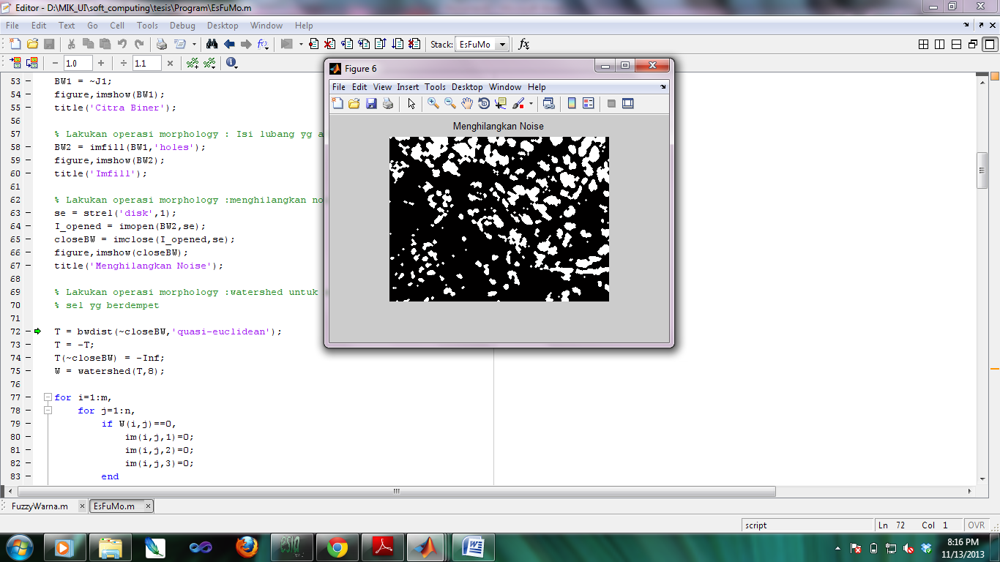 Editor - D:\MIK_UI\soft_computing\tesis\Program\EsFuMo.m
File Edit Text Go Cell Tools Debug Desktop Window Help
Stack: EsFuMo fx
1.0 1.1
53 BW1 = ~J1;
54 figure,imshow(BW1);
55 title('Citra Biner');
56
57 % Lakukan operasi morphology : Isi lubang yg a
58 BW2 = imfill(BW1,'holes');
59 figure,imshow(BW2);
60 title('Imfill');
61
62 % Lakukan operasi morphology :menghilangkan no
63 se = strel('disk',1);
64 I_opened = imopen(BW2,se);
65 closeBW = imclose(I_opened,se);
66 figure,imshow(closeBW);
67 title('Menghilangkan Noise');
68
69 % Lakukan operasi morphology :watershed untuk
70 % sel yg berdempet
71
72 T = bwdist(~closeBW,'quasi-euclidean');
73 T = -T;
74 T(~closeBW) = -Inf;
75 W = watershed(T,8);
76
77 for i=1:m,
78 for j=1:n,
79 if W(i,j)==0,
80 im(i,j,1)=0;
81 im(i,j,2)=0;
82 im(i,j,3)=0;
83 end
Figure 6
File Edit View Insert Tools Desktop Window Help
Menghilangkan Noise
FuzzyWarna.m EsFuMo.m
script Ln 72 Col 1 OVR
8:16 PM
11/13/2013